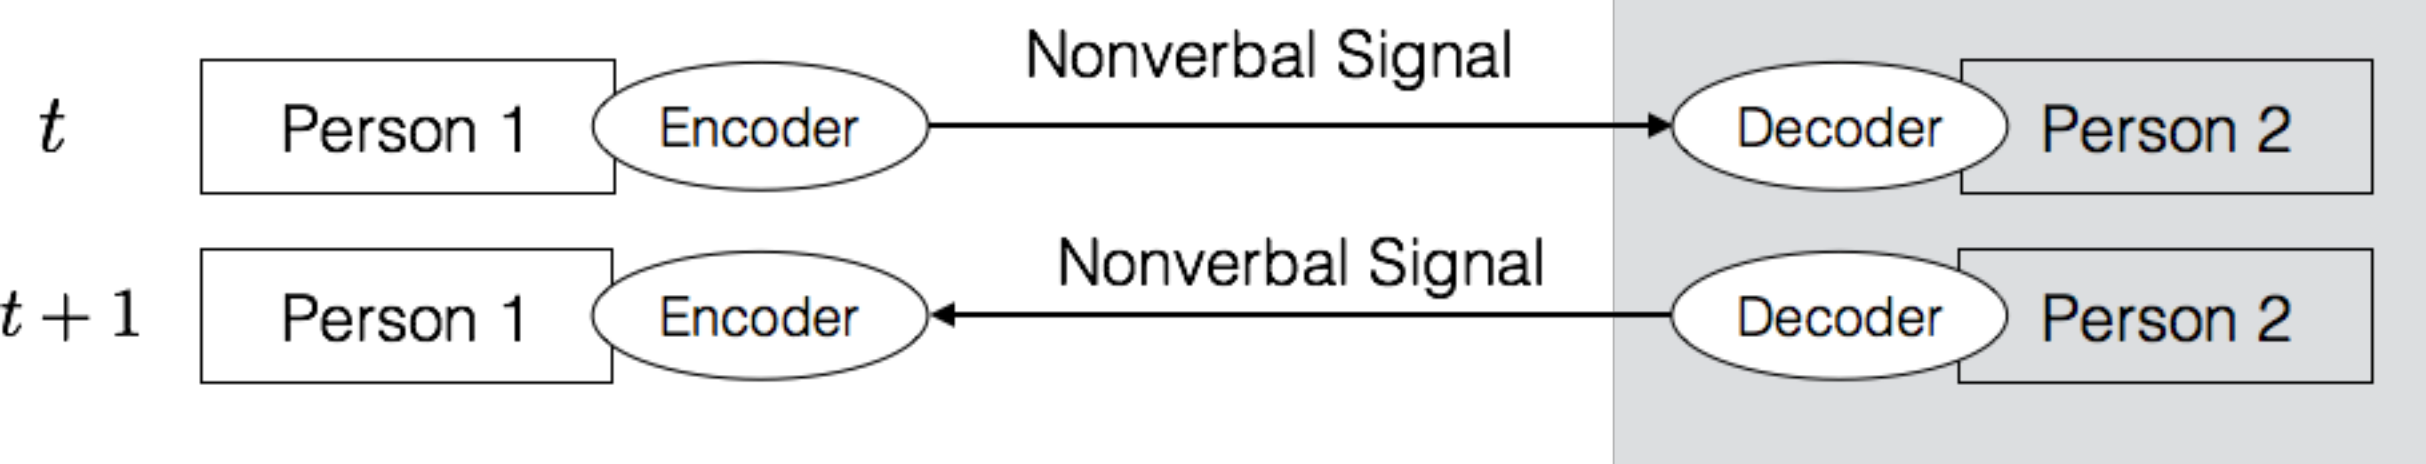 Nonverbal Signal
t Person 1 Encoder Decoder Person 2
Nonverbal Signal
t + 1 Person 1 Encoder Decoder Person 2